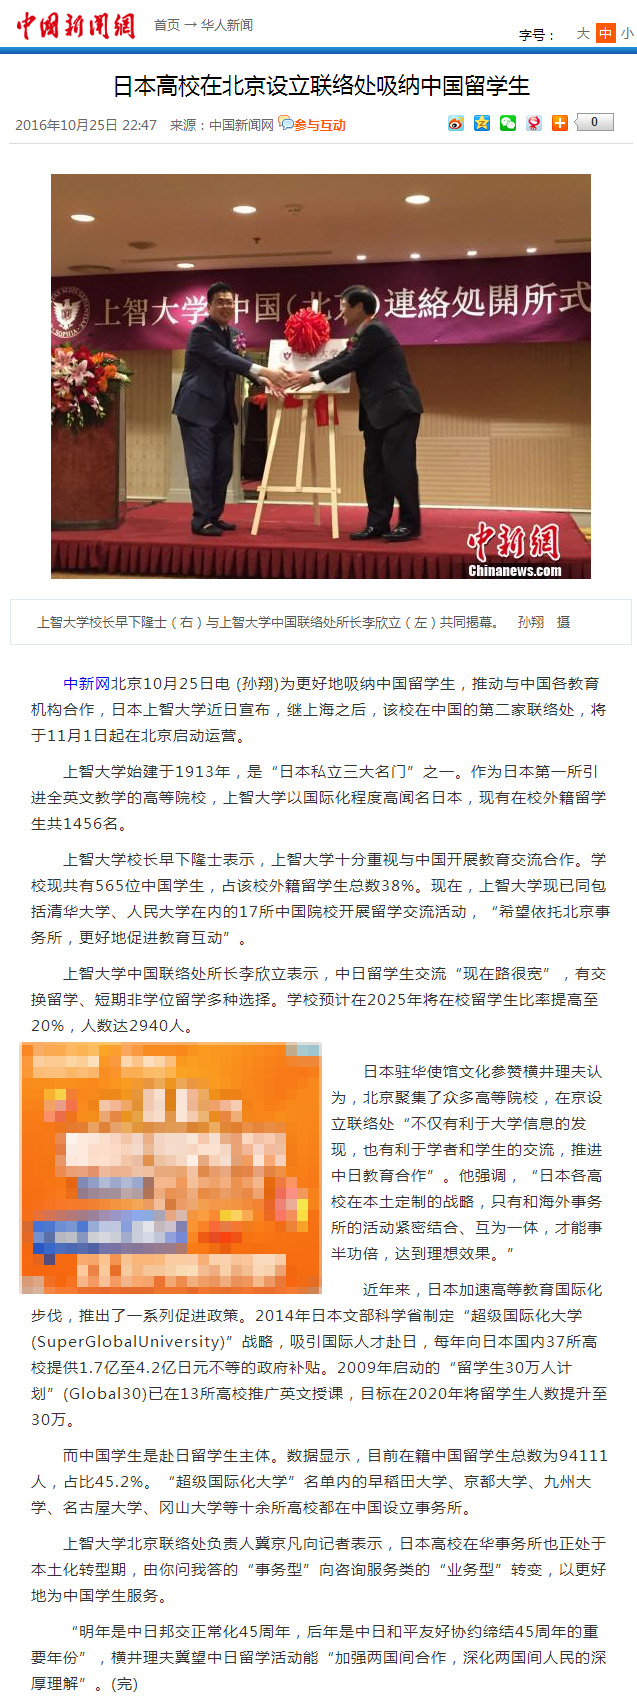 中国新闻网 首页 → 华人新闻
字号： 大 中 小
日本高校在北京设立联络处吸纳中国留学生
2016年10月25日 22:47 来源：中国新闻网 参与互动
0
上智大学 中国(北京)連絡処開所式
中新网
Chinanews.com
上智大学校长早下隆士（右）与上智大学中国联络处所长李欣立（左）共同揭幕。 孙翔 摄
中新网北京10月25日电 (孙翔)为更好地吸纳中国留学生，推动与中国各教育
机构合作，日本上智大学近日宣布，继上海之后，该校在中国的第二家联络处，将
于11月1日起在北京启动运营。
上智大学始建于1913年，是“日本私立三大名门”之一。作为日本第一所引
进全英文教学的高等院校，上智大学以国际化程度高闻名日本，现有在校外籍留学
生共1456名。
上智大学校长早下隆士表示，上智大学十分重视与中国开展教育交流合作。学
校现共有565位中国学生，占该校外籍留学生总数38%。现在，上智大学现已同包
括清华大学、人民大学在内的17所中国院校开展留学交流活动，“希望依托北京事
务所，更好地促进教育互动”。
上智大学中国联络处所长李欣立表示，中日留学生交流“现在路很宽”，有交
换留学、短期非学位留学多种选择。学校预计在2025年将在校留学生比率提高至
20%，人数达2940人。
日本驻华使馆文化参赞横井理夫认
为，北京聚集了众多高等院校，在京设
立联络处“不仅有利于大学信息的发
现，也有利于学者和学生的交流，推进
中日教育合作”。他强调，“日本各高
校在本土定制的战略，只有和海外事务
所的活动紧密结合、互为一体，才能事
半功倍，达到理想效果。”
近年来，日本加速高等教育国际化
步伐，推出了一系列促进政策。2014年日本文部科学省制定“超级国际化大学
(SuperGlobalUniversity)”战略，吸引国际人才赴日，每年向日本国内37所高
校提供1.7亿至4.2亿日元不等的政府补贴。2009年启动的“留学生30万人计
划”(Global30)已在13所高校推广英文授课，目标在2020年将留学生人数提升至
30万。
而中国学生是赴日留学生主体。数据显示，目前在籍中国留学生总数为94111
人，占比45.2%。“超级国际化大学”名单内的早稻田大学、京都大学、九州大
学、名古屋大学、冈山大学等十余所高校都在中国设立事务所。
上智大学北京联络处负责人冀京凡向记者表示，日本高校在华事务所也正处于
本土化转型期，由你问我答的“事务型”向咨询服务类的“业务型”转变，以更好
地为中国学生服务。
“明年是中日邦交正常化45周年，后年是中日和平友好协约缔结45周年的重
要年份”，横井理夫冀望中日留学活动能“加强两国间合作，深化两国间人民的深
厚理解”。(完)